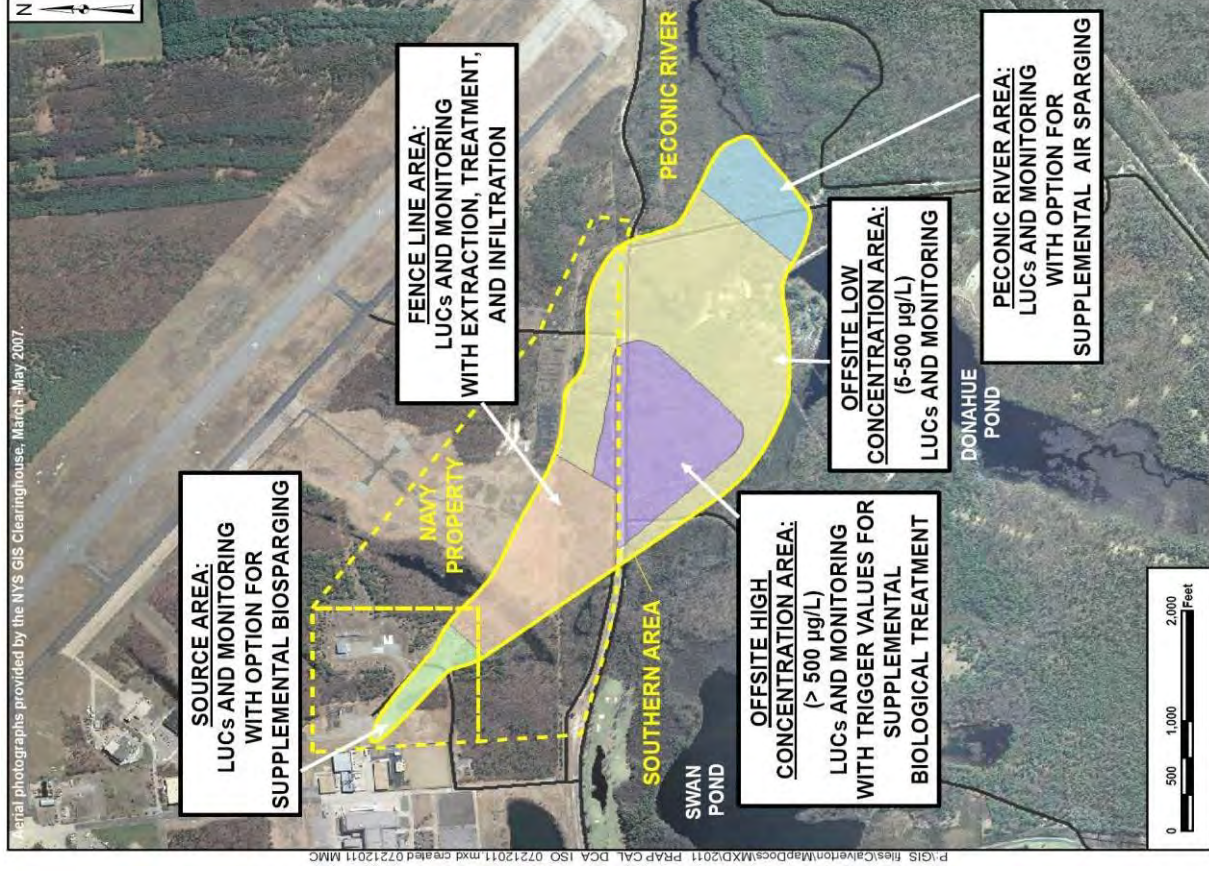 Aerial photographs provided by the NYS GIS Clearinghouse, March -May 2007.
N
SOURCE AREA:
LUCs AND MONITORING
WITH OPTION FOR
SUPPLEMENTAL BIOSPARGING
FENCE LINE AREA:
LUCs AND MONITORING
WITH EXTRACTION, TREATMENT,
AND INFILTRATION
NAVY
PROPERTY
PECONIC RIVER
SOUTHERN AREA
SWAN
POND
OFFSITE HIGH
CONCENTRATION AREA:
(> 500 µg/L)
LUCs AND MONITORING
WITH TRIGGER VALUES FOR
SUPPLEMENTAL
BIOLOGICAL TREATMENT
OFFSITE LOW
CONCENTRATION AREA:
(5-500 µg/L)
LUCs AND MONITORING
DONAHUE
POND
PECONIC RIVER AREA:
LUCs AND MONITORING
WITH OPTION FOR
SUPPLEMENTAL AIR SPARGING
0 500 1,000 2,000
Feet
P:\GIS files\Calverton\MapDocs\MXD\2011 PRAP CAL DCA ISO 07212011.mxd created 07212011 MMC